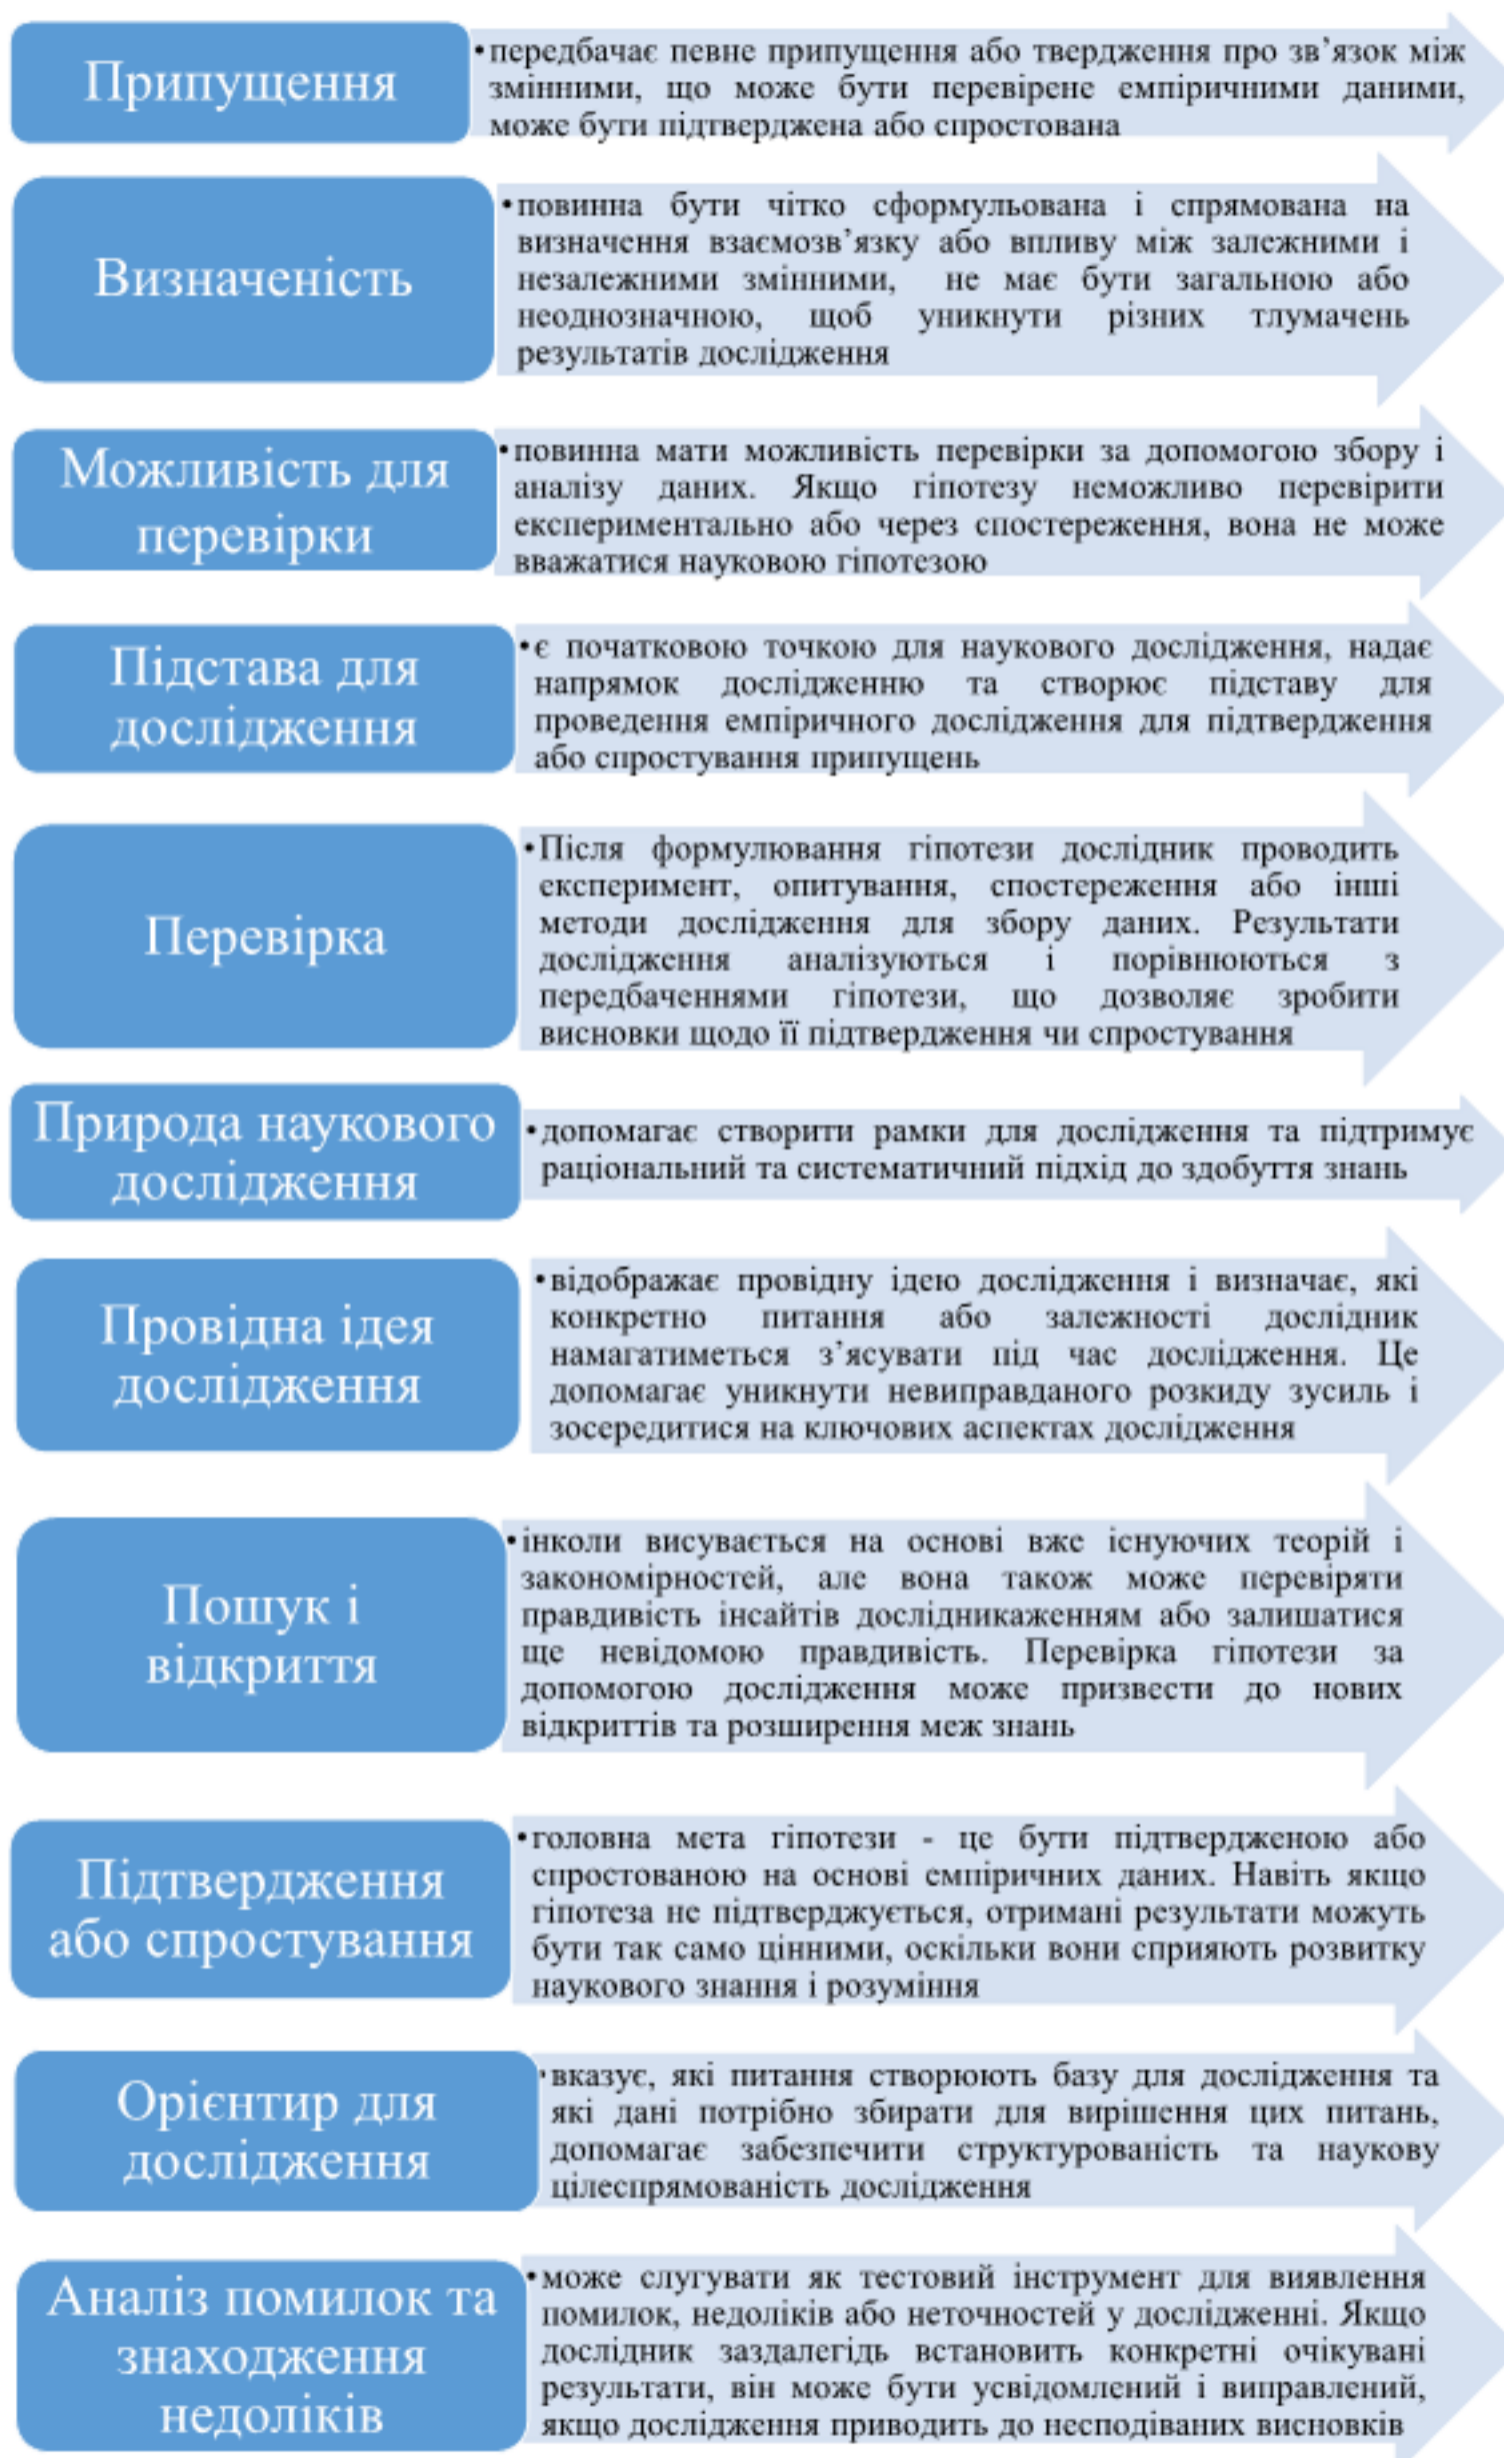 Припущення
•передбачає певне припущення або твердження про зв’язок між
змінними, що може бути перевірене емпіричними даними,
може бути підтверджена або спростована
Визначеність
•повинна бути чітко сформульована і спрямована на
визначення взаємозв’язку або впливу між залежними і
незалежними змінними, не має бути загальною або
неоднозначною, щоб уникнути різних тлумачень
результатів дослідження
Можливість для
перевірки
•повинна мати можливість перевірки за допомогою збору і
аналізу даних. Якщо гіпотезу неможливо перевірити
експериментально або через спостереження, вона не може
вважатися науковою гіпотезою
Підстава для
дослідження
•є початковою точкою для наукового дослідження, надає
напрямок дослідженню та створює підставу для
проведення емпіричного дослідження для підтвердження
або спростування припущень
Перевірка
•Після формулювання гіпотези дослідник проводить
експеримент, опитування, спостереження або інші
методи дослідження для збору даних. Результати
дослідження аналізуються і порівнюються з
передбаченнями гіпотези, що дозволяє зробити
висновки щодо її підтвердження чи спростування
Природа наукового
дослідження
•допомагає створити рамки для дослідження та підтримує
раціональний та систематичний підхід до здобуття знань
Провідна ідея
дослідження
•відображає провідну ідею дослідження і визначає, які
конкретно питання або залежності дослідник
намагатиметься з’ясувати під час дослідження. Це
допомагає уникнути невиправданого розкиду зусиль і
зосередитися на ключових аспектах дослідження
Пошук і
відкриття
•інколи висувається на основі вже існуючих теорій і
закономірностей, але вона також може перевіряти
правдивість інсайтів дослідникаженням або залишатися
ще невідомою правдивість. Перевірка гіпотези за
допомогою дослідження може призвести до нових
відкриттів та розширення меж знань
Підтвердження
або спростування
•головна мета гіпотези - це бути підтвердженою або
спростованою на основі емпіричних даних. Навіть якщо
гіпотеза не підтверджується, отримані результати можуть
бути так само цінними, оскільки вони сприяють розвитку
наукового знання і розуміння
Орієнтир для
дослідження
•вказує, які питання створюють базу для дослідження та
які дані потрібно збирати для вирішення цих питань,
допомагає забезпечити структурованість та наукову
цілеспрямованість дослідження
Аналіз помилок та
знаходження
недоліків
•може слугувати як тестовий інструмент для виявлення
помилок, недоліків або неточностей у дослідженні. Якщо
дослідник заздалегідь встановить конкретні очікувані
результати, він може бути усвідомлений і виправлений,
якщо дослідження приводить до несподіваних висновків